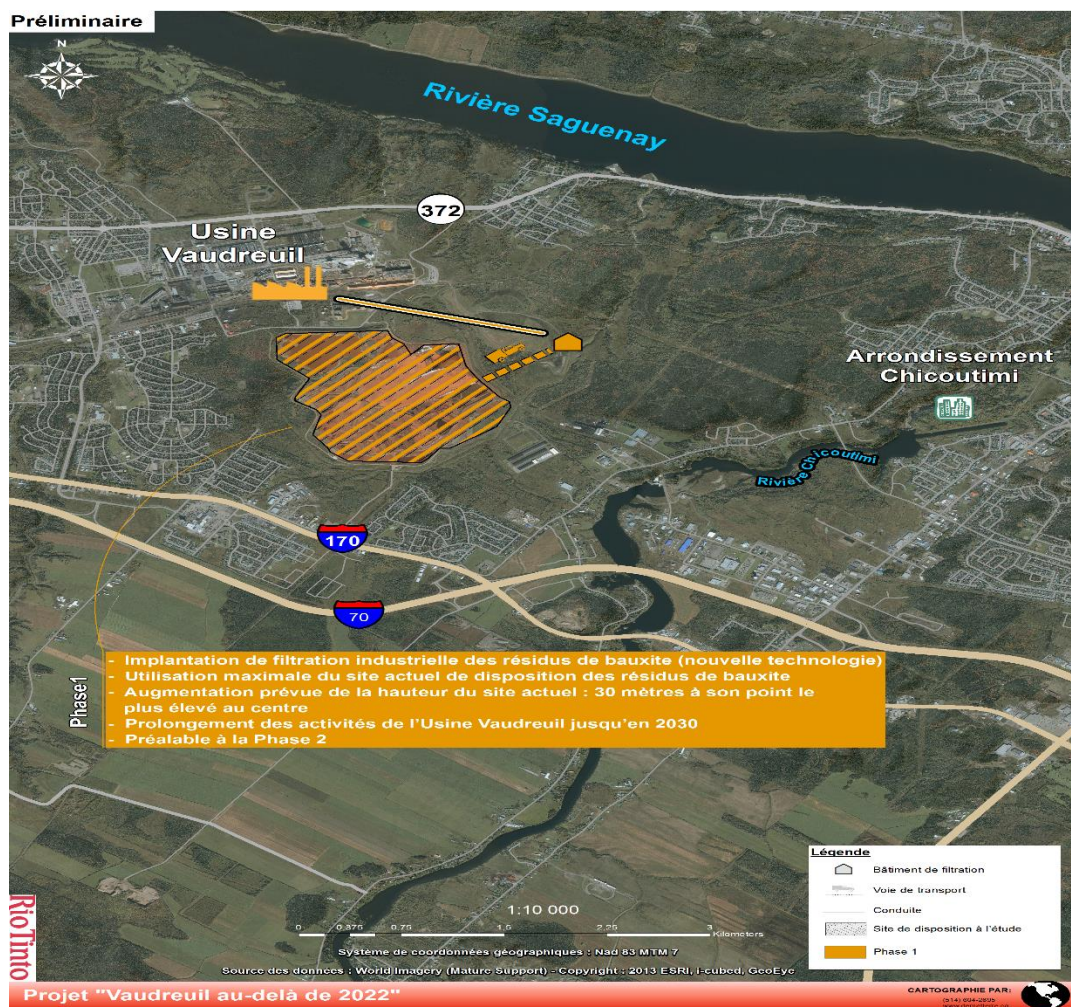 Préliminaire
N
Rivière Saguenay
372
Usine
Vaudreuil
Arrondissement
Chicoutimi
Rivière Chicoutimi
170
70
Phase1
- Implantation de filtration industrielle des résidus de bauxite (nouvelle technologie)
- Utilisation maximale du site actuel de disposition des résidus de bauxite
- Augmentation prévue de la hauteur du site actuel : 30 mètres à son point le
plus élevé au centre
- Prolongement des activités de l'Usine Vaudreuil jusqu'en 2030
- Préalable à la Phase 2
Légende
Bâtiment de filtration
Voie de transport
Conduite
Site de disposition à l'étude
Phase 1
1:10 000
0 0,375 0,75 1,5 2,25 3
Kilometers
Système de coordonnées géographiques : Nad 83 MTM 7
Source des données : World Imagery (Mature Support) - Copyright : 2013 ESRI, i-cubed, GeoEye
RioTinto
Projet "Vaudreuil au-delà de 2022"
CARTOGRAPHIE PAR:
(514) 604-2805